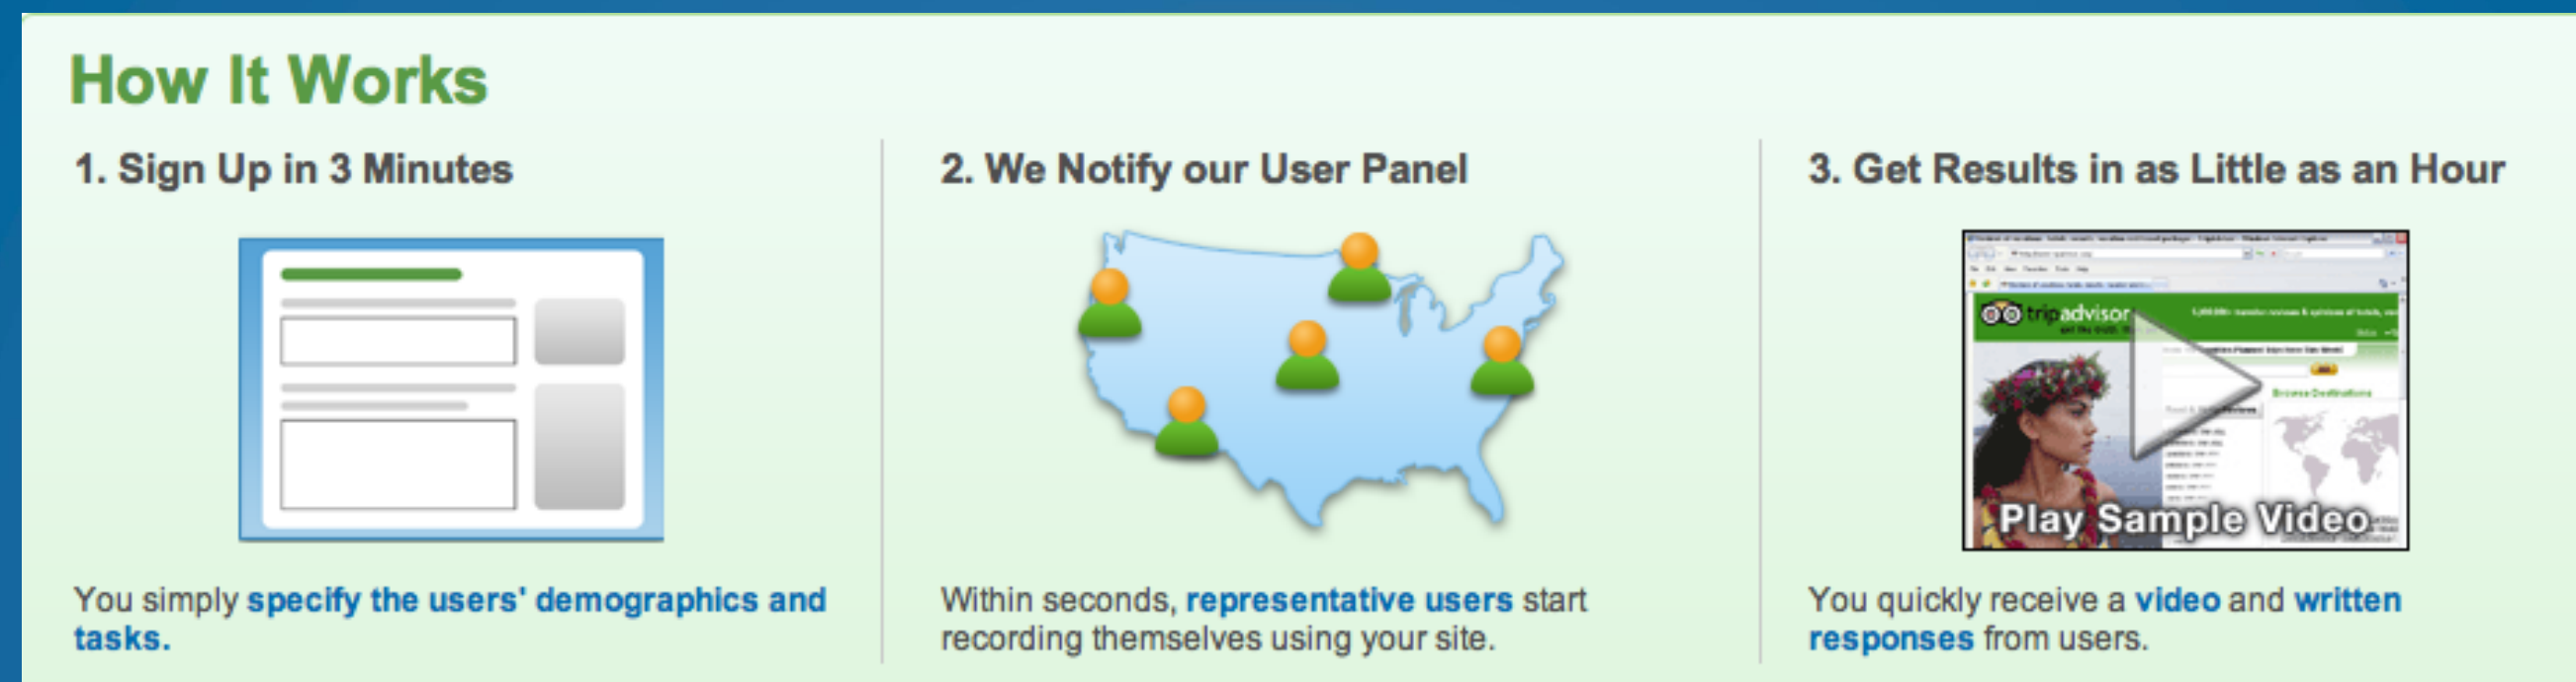 How It Works
1. Sign Up in 3 Minutes
You simply specify the users' demographics and
tasks.
2. We Notify our User Panel
Within seconds, representative users start
recording themselves using your site.
3. Get Results in as Little as an Hour
tripadvisor
Browse Destinations
Play Sample Video
You quickly receive a video and written
responses from users.